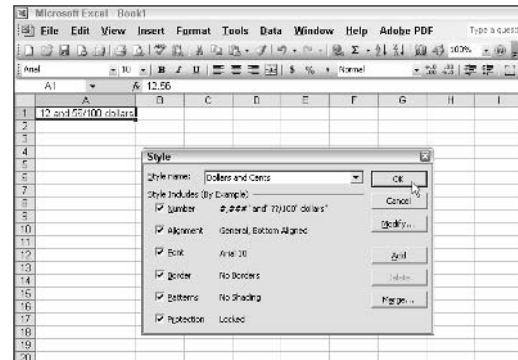 Microsoft Excel - Book1
File Edit View Insert Format Tools Data Window Help Adobe PDF Type a quest
Arial 10 B I U $ % , Normal
A1 fx 12.56
A B C D E F G H I
1 12 and 56/100 dollars
2
3
4
5
6
7
8
9
10
11
12
13
14
15
16
17
18
19
20
Style
Style name: Dollars and Cents OK
Style Includes (By Example) Cancel
Number #,###" and" ??/100" dollars" Modify...
Alignment General, Bottom Aligned
Font Arial 10 Add
Border No Borders Delete
Patterns No Shading Merge...
Protection Locked